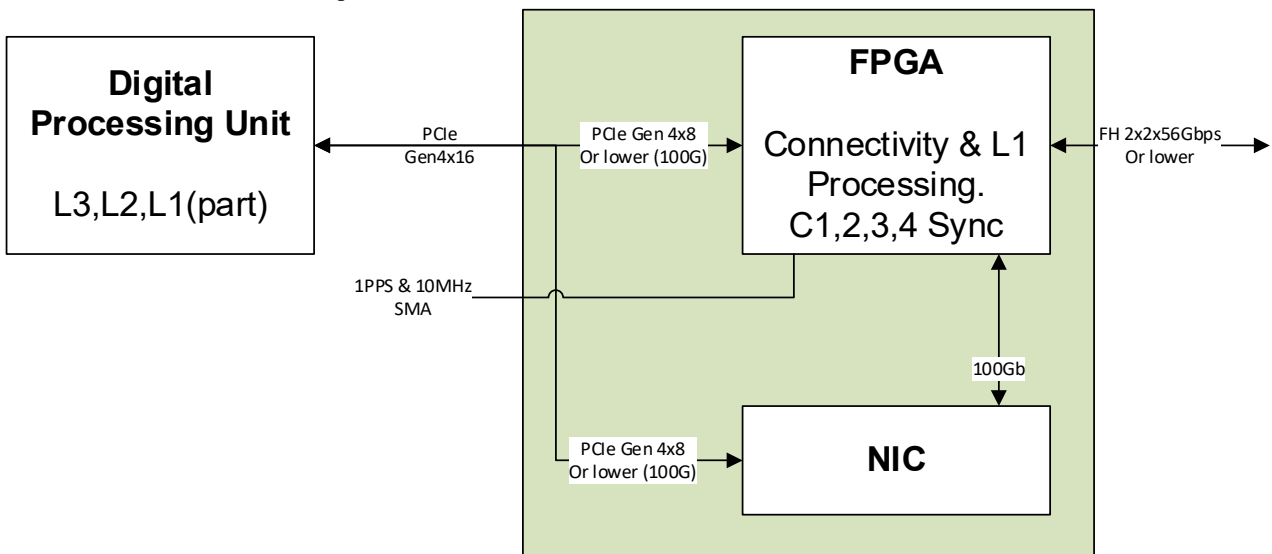 Digital
Processing Unit
L3,L2,L1(part)
PCIe
Gen4x16
PCIe Gen 4x8
Or lower (100G)
FPGA
Connectivity & L1
Processing.
C1,2,3,4 Sync
FH 2x2x56Gbps
Or lower
1PPS & 10MHz
SMA
100Gb
PCIe Gen 4x8
Or lower (100G)
NIC